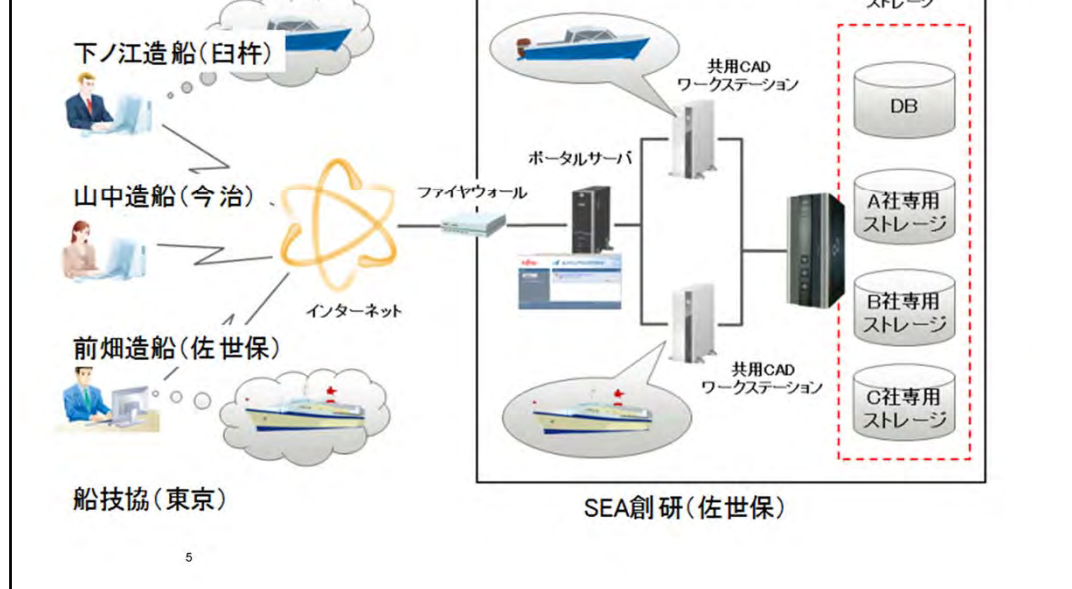 ストレージ
下ノ江造船(臼杵)
共用CAD
ワークステーション
DB
ポータルサーバ
山中造船(今治)
ファイヤウォール
A社専用
ストレージ
インターネット
B社専用
ストレージ
前畑造船(佐世保)
共用CAD
ワークステーション
C社専用
ストレージ
船技協(東京)
SEA創研(佐世保)
5